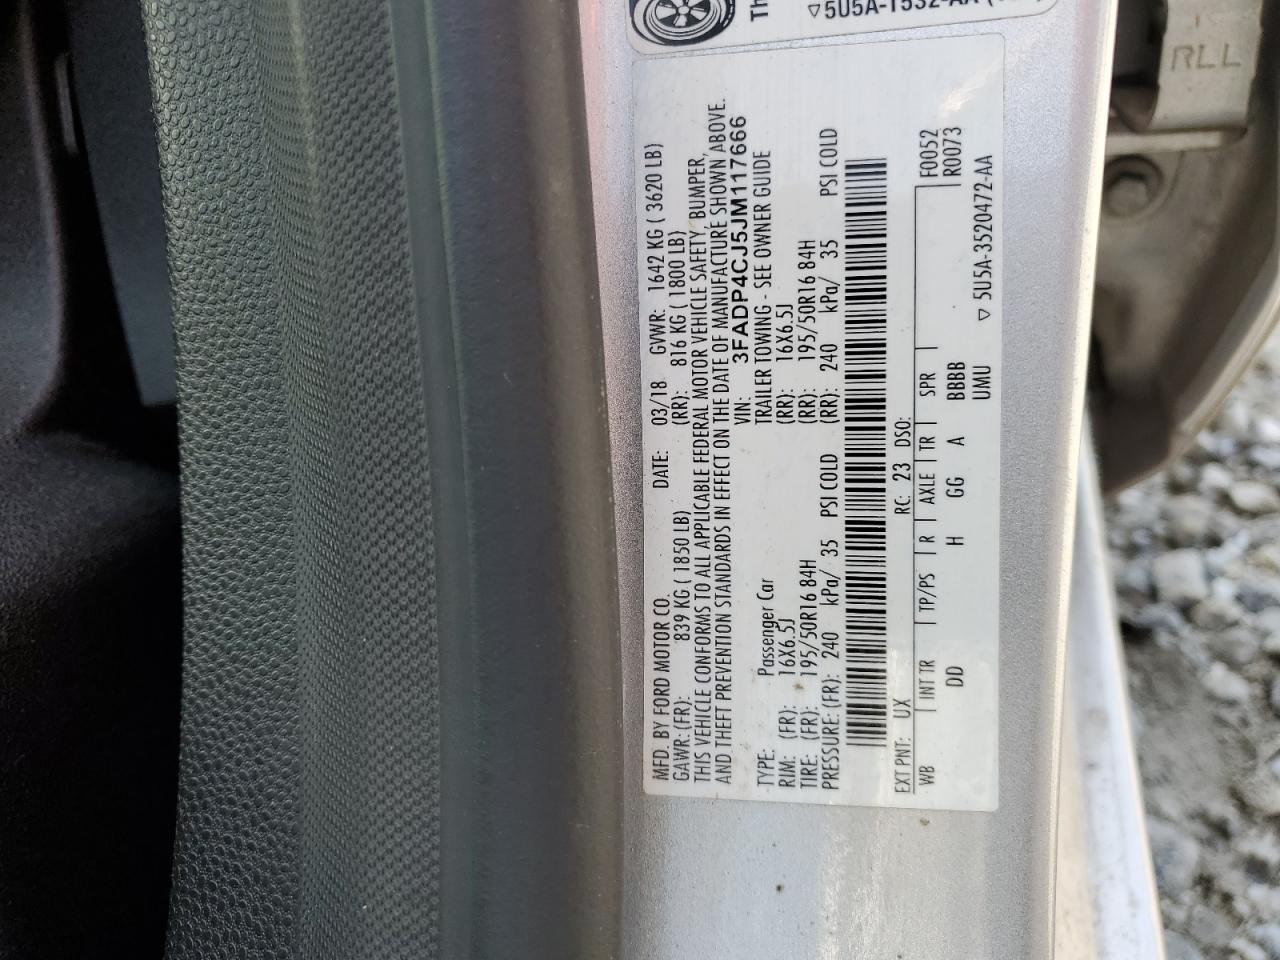 Th
▽5U5A-1532-AA
RLL
MFD. BY FORD MOTOR CO. DATE: 03/18 GVWR: 1642 KG ( 3620 LB)
GAWR: (FR): 839 KG ( 1850 LB) (RR): 816 KG ( 1800 LB)
THIS VEHICLE CONFORMS TO ALL APPLICABLE FEDERAL MOTOR VEHICLE SAFETY, BUMPER,
AND THEFT PREVENTION STANDARDS IN EFFECT ON THE DATE OF MANUFACTURE SHOWN ABOVE.
VIN: 3FADP4CJ5JM117666
TYPE: Passenger Car TRAILER TOWING - SEE OWNER GUIDE
RIM: (FR): 16X6.5J (RR): 16X6.5J
TIRE: (FR): 195/50R16 84H (RR): 195/50R16 84H
PRESSURE: (FR): 240 kPa/ 35 PSI COLD (RR): 240 kPa/ 35 PSI COLD
EXT PNT: UX RC: 23 DSO: F0052
WB INT TR TP/PS R AXLE TR SPR R0073
DD H GG A BBBB
UMU ▽ 5U5A-3520472-AA